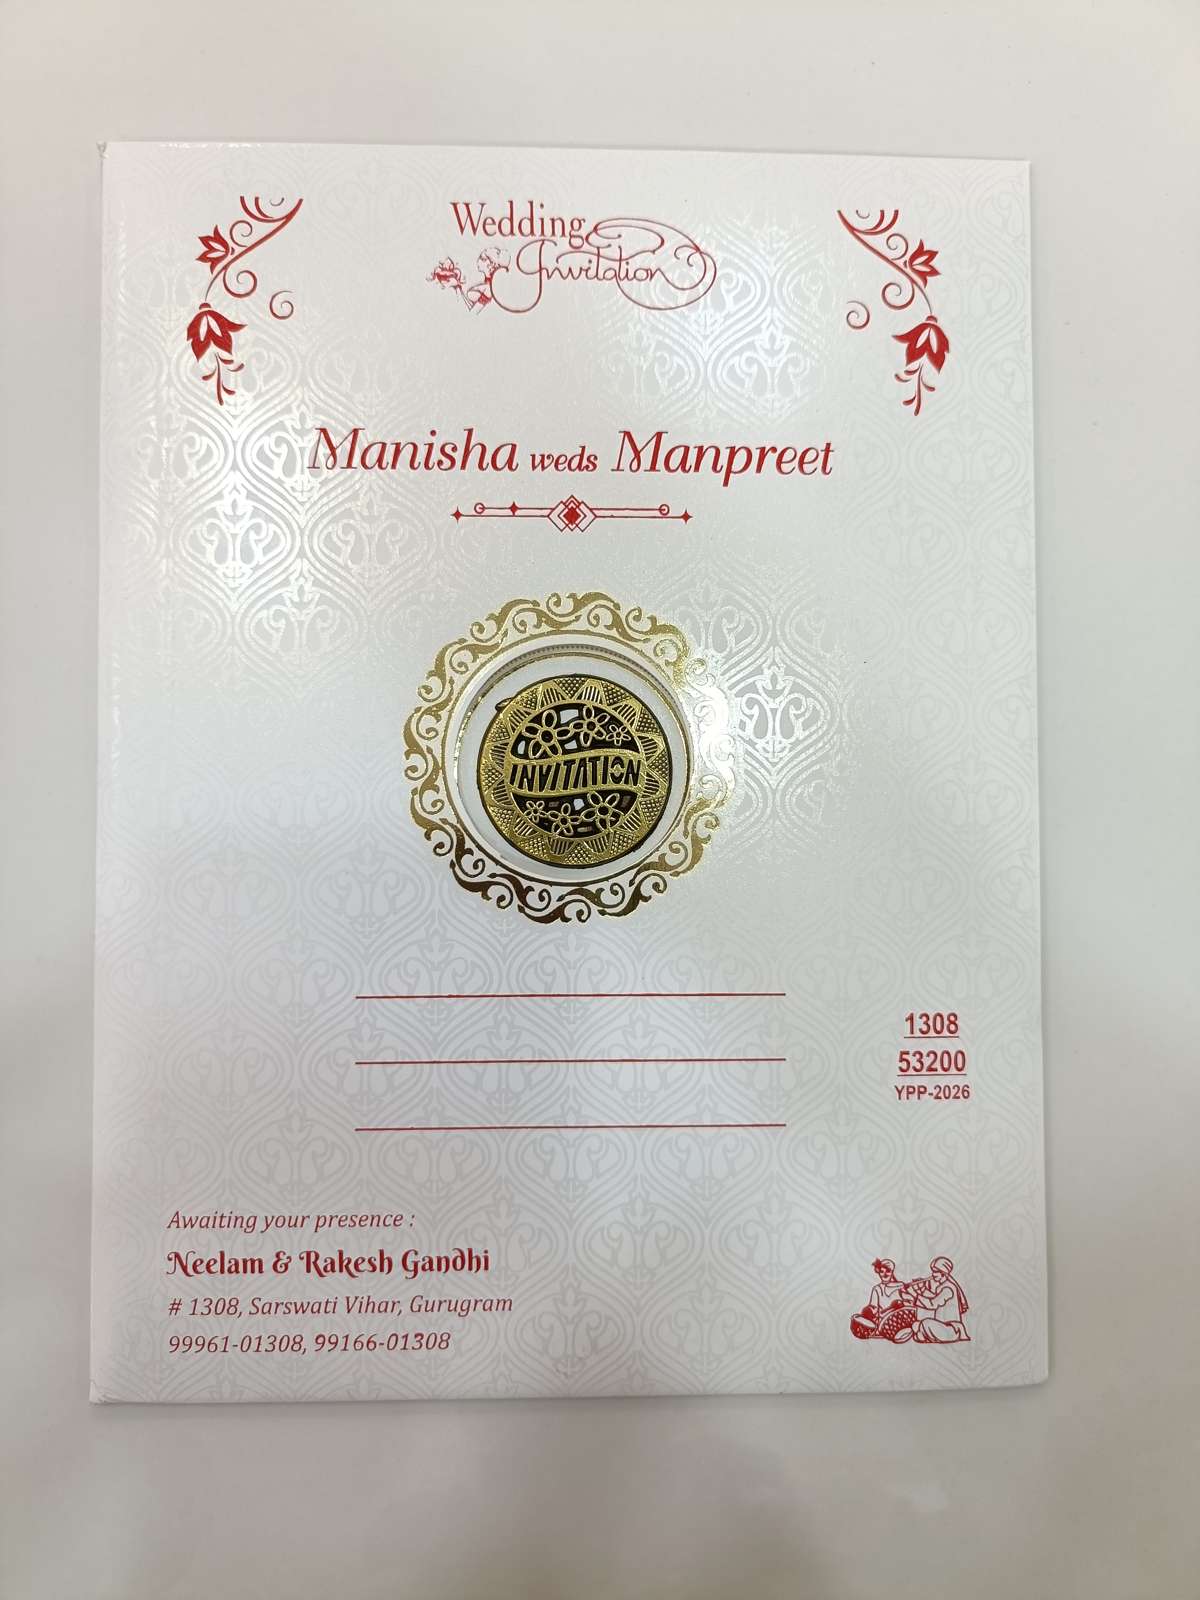 Wedding
Invitation
Manisha weds Manpreet
INVITATION
1308
53200
YPP-2026
Awaiting your presence :
Neelam & Rakesh Gandhi
# 1308, Sarswati Vihar, Gurugram
99961-01308, 99166-01308